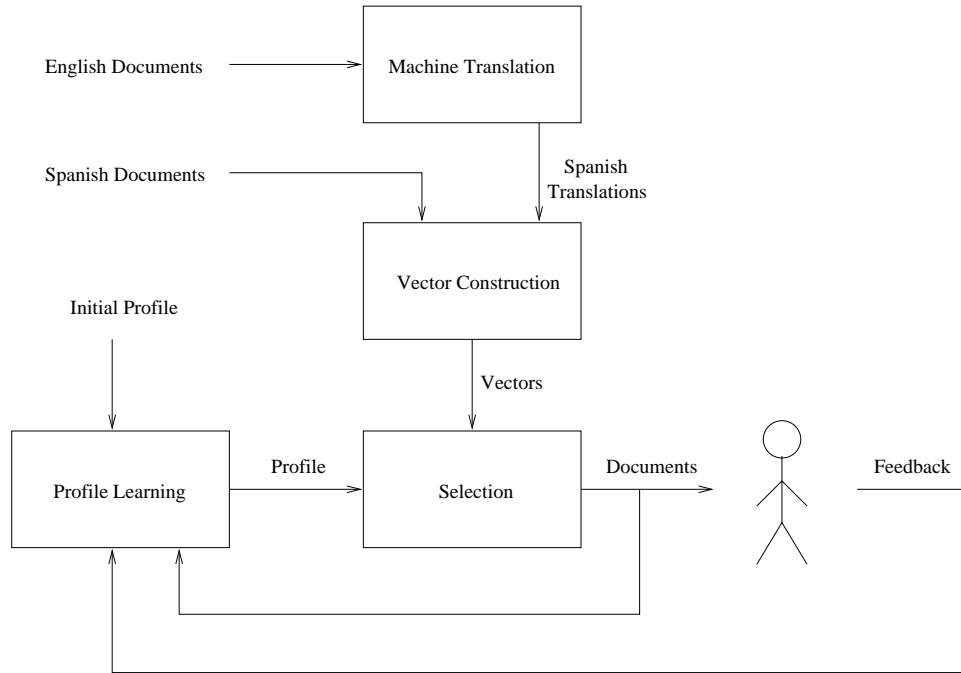 English Documents
Machine Translation
Spanish Documents
Spanish
Translations
Vector Construction
Initial Profile
Vectors
Profile Learning
Profile
Selection
Documents
Feedback